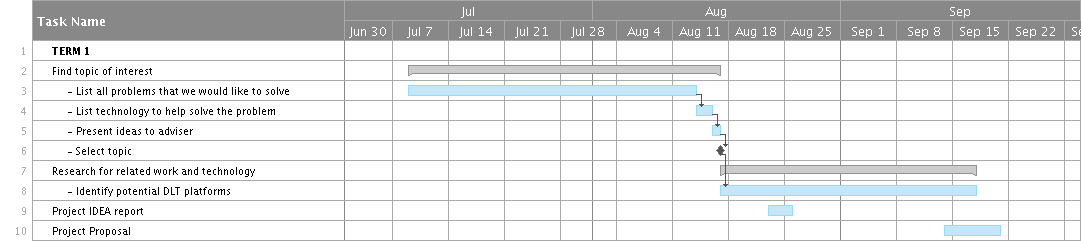 Task Name
Jul Aug Sep
Jun 30 Jul 7 Jul 14 Jul 21 Jul 28 Aug 4 Aug 11 Aug 18 Aug 25 Sep 1 Sep 8 Sep 15 Sep 22 Se
1 TERM 1
2 Find topic of interest
3 - List all problems that we would like to solve
4 - List technology to help solve the problem
5 - Present ideas to adviser
6 - Select topic
7 Research for related work and technology
8 - Identify potential DLT platforms
9 Project IDEA report
10 Project Proposal